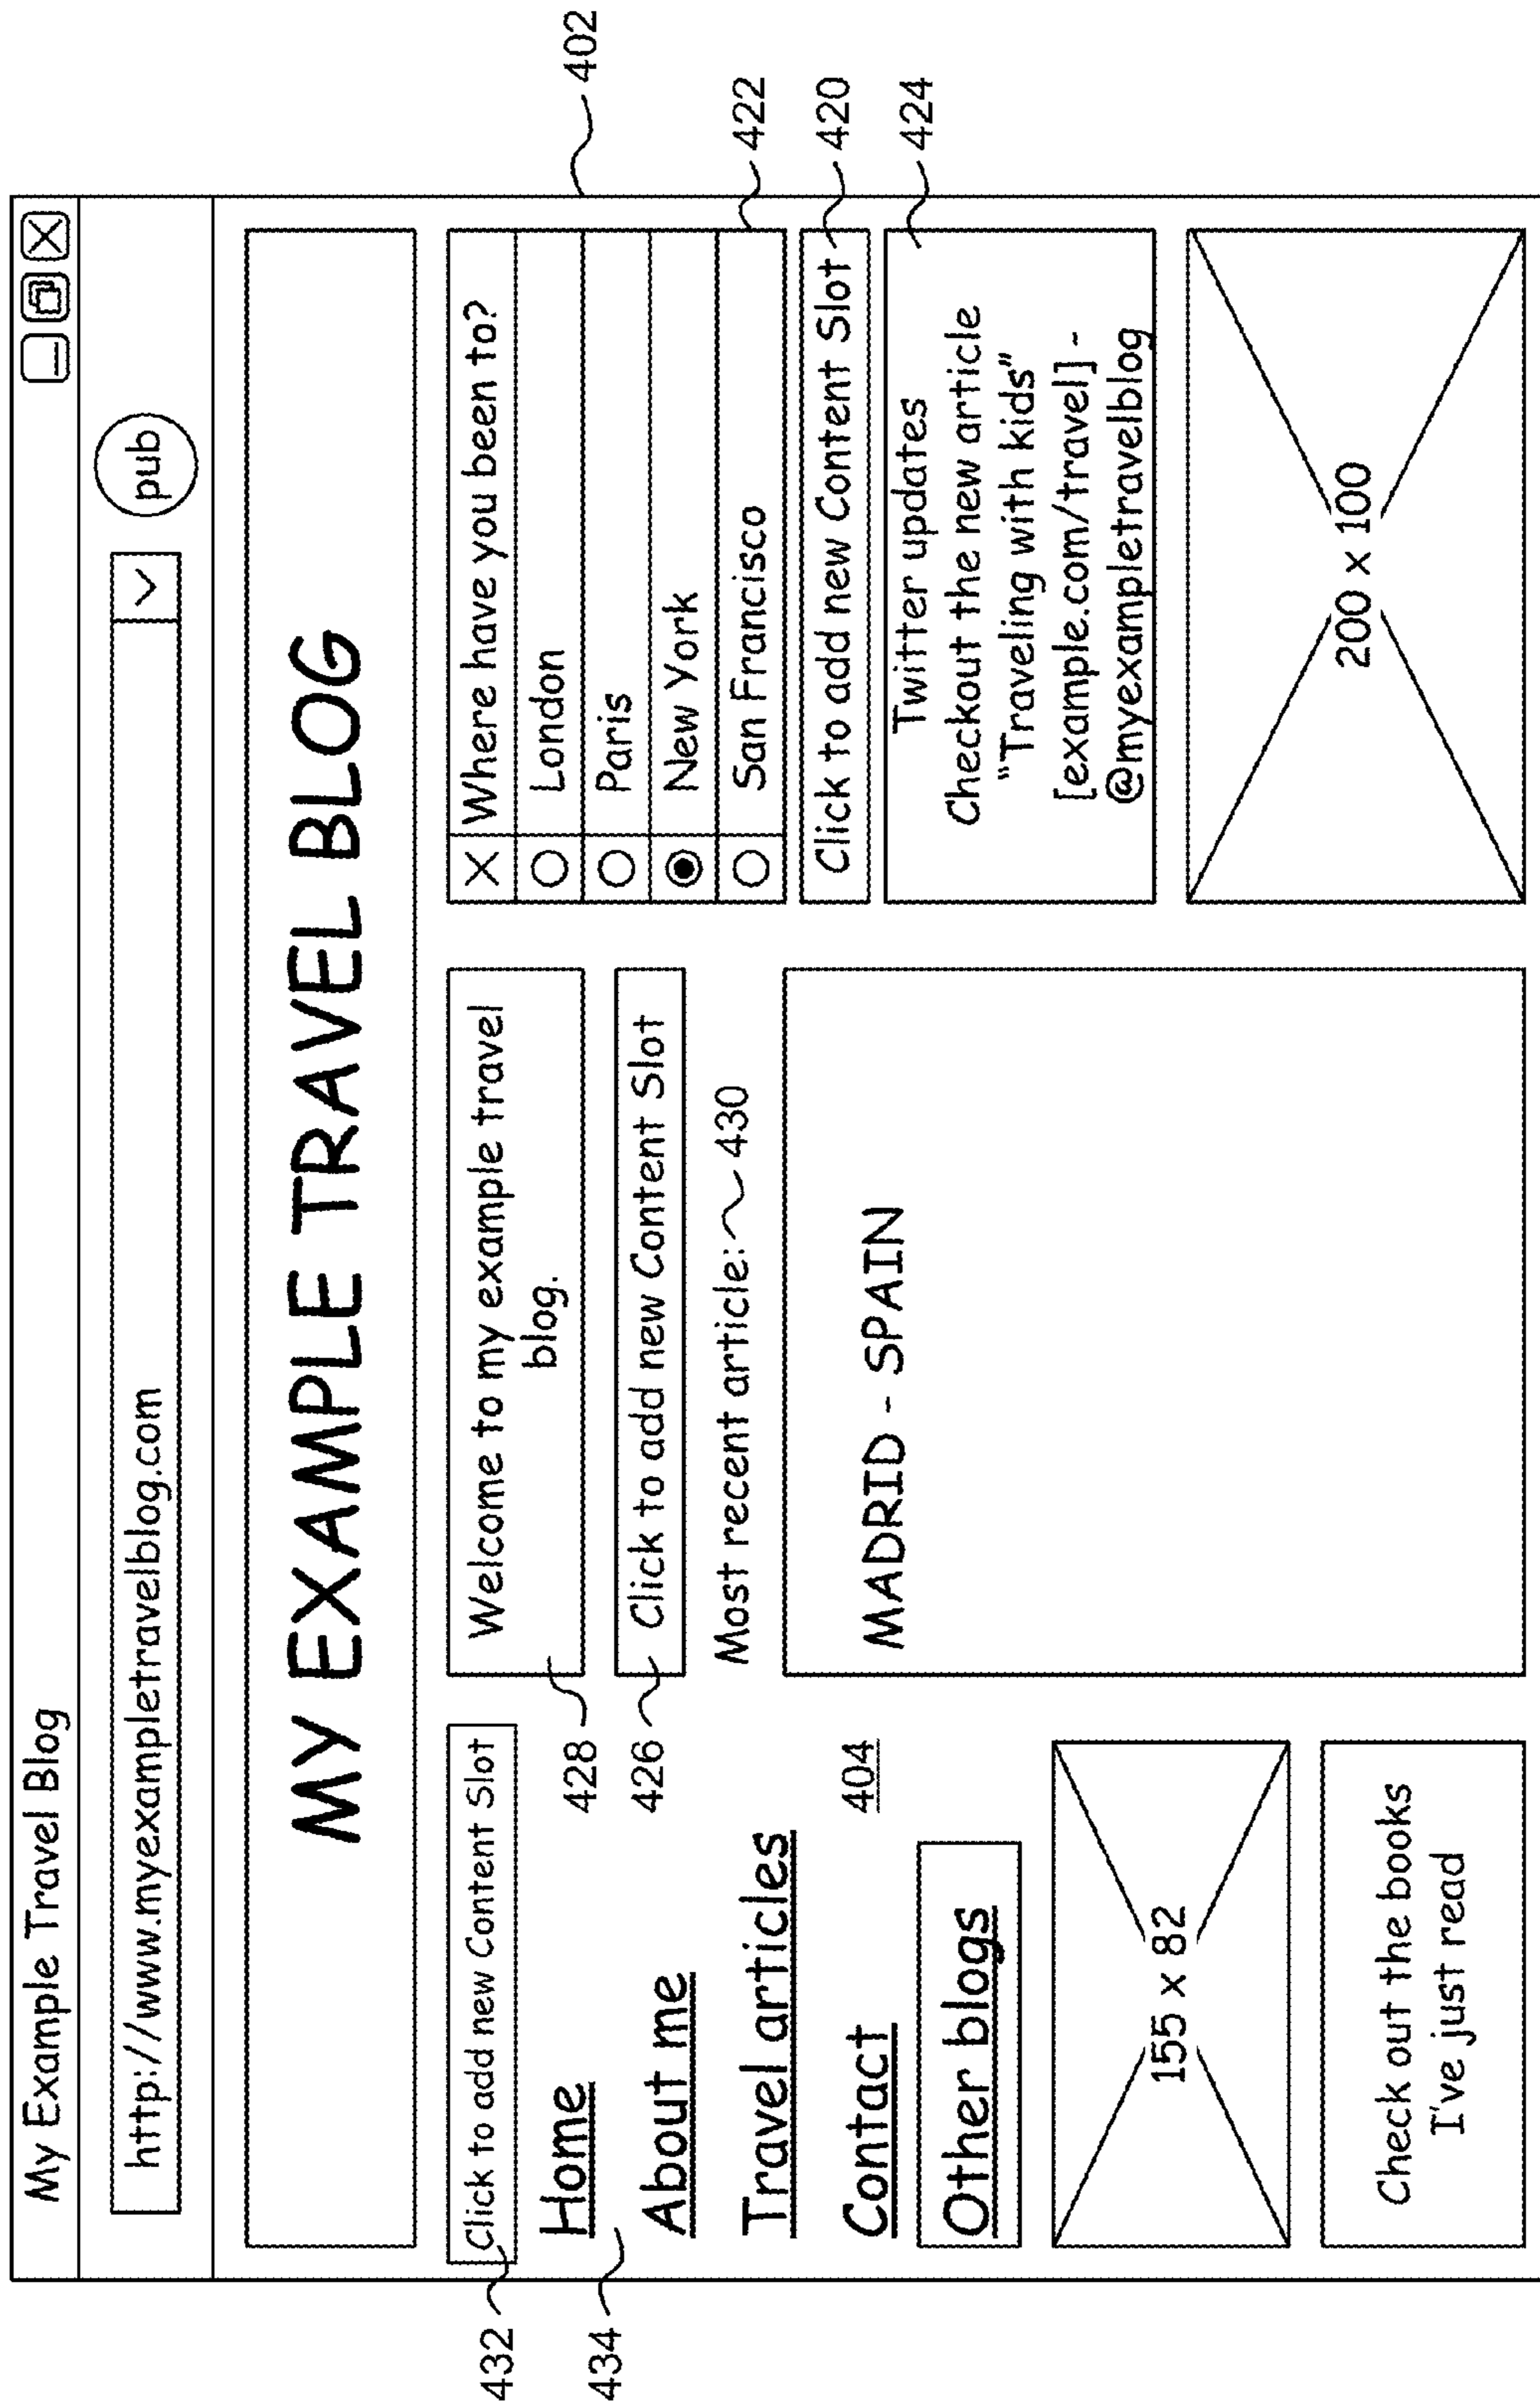 My Example Travel Blog
http://www.myexampletravelblog.com
pub
MY EXAMPLE TRAVEL BLOG
402
432
Click to add new Content Slot
434
Home
About me
Travel articles
Contact
404
Other blogs
155 x 82
Check out the books
I've just read
Welcome to my example travel
blog.
428
426
Click to add new Content Slot
Most recent article:
430
MADRID - SPAIN
X Where have you been to?
London
Paris
New York
San Francisco
422
Click to add new Content Slot
420
424
Twitter updates
Checkout the new article
"Traveling with kids"
[example.com/travel] -
@myexampletravelblog
200 x 100